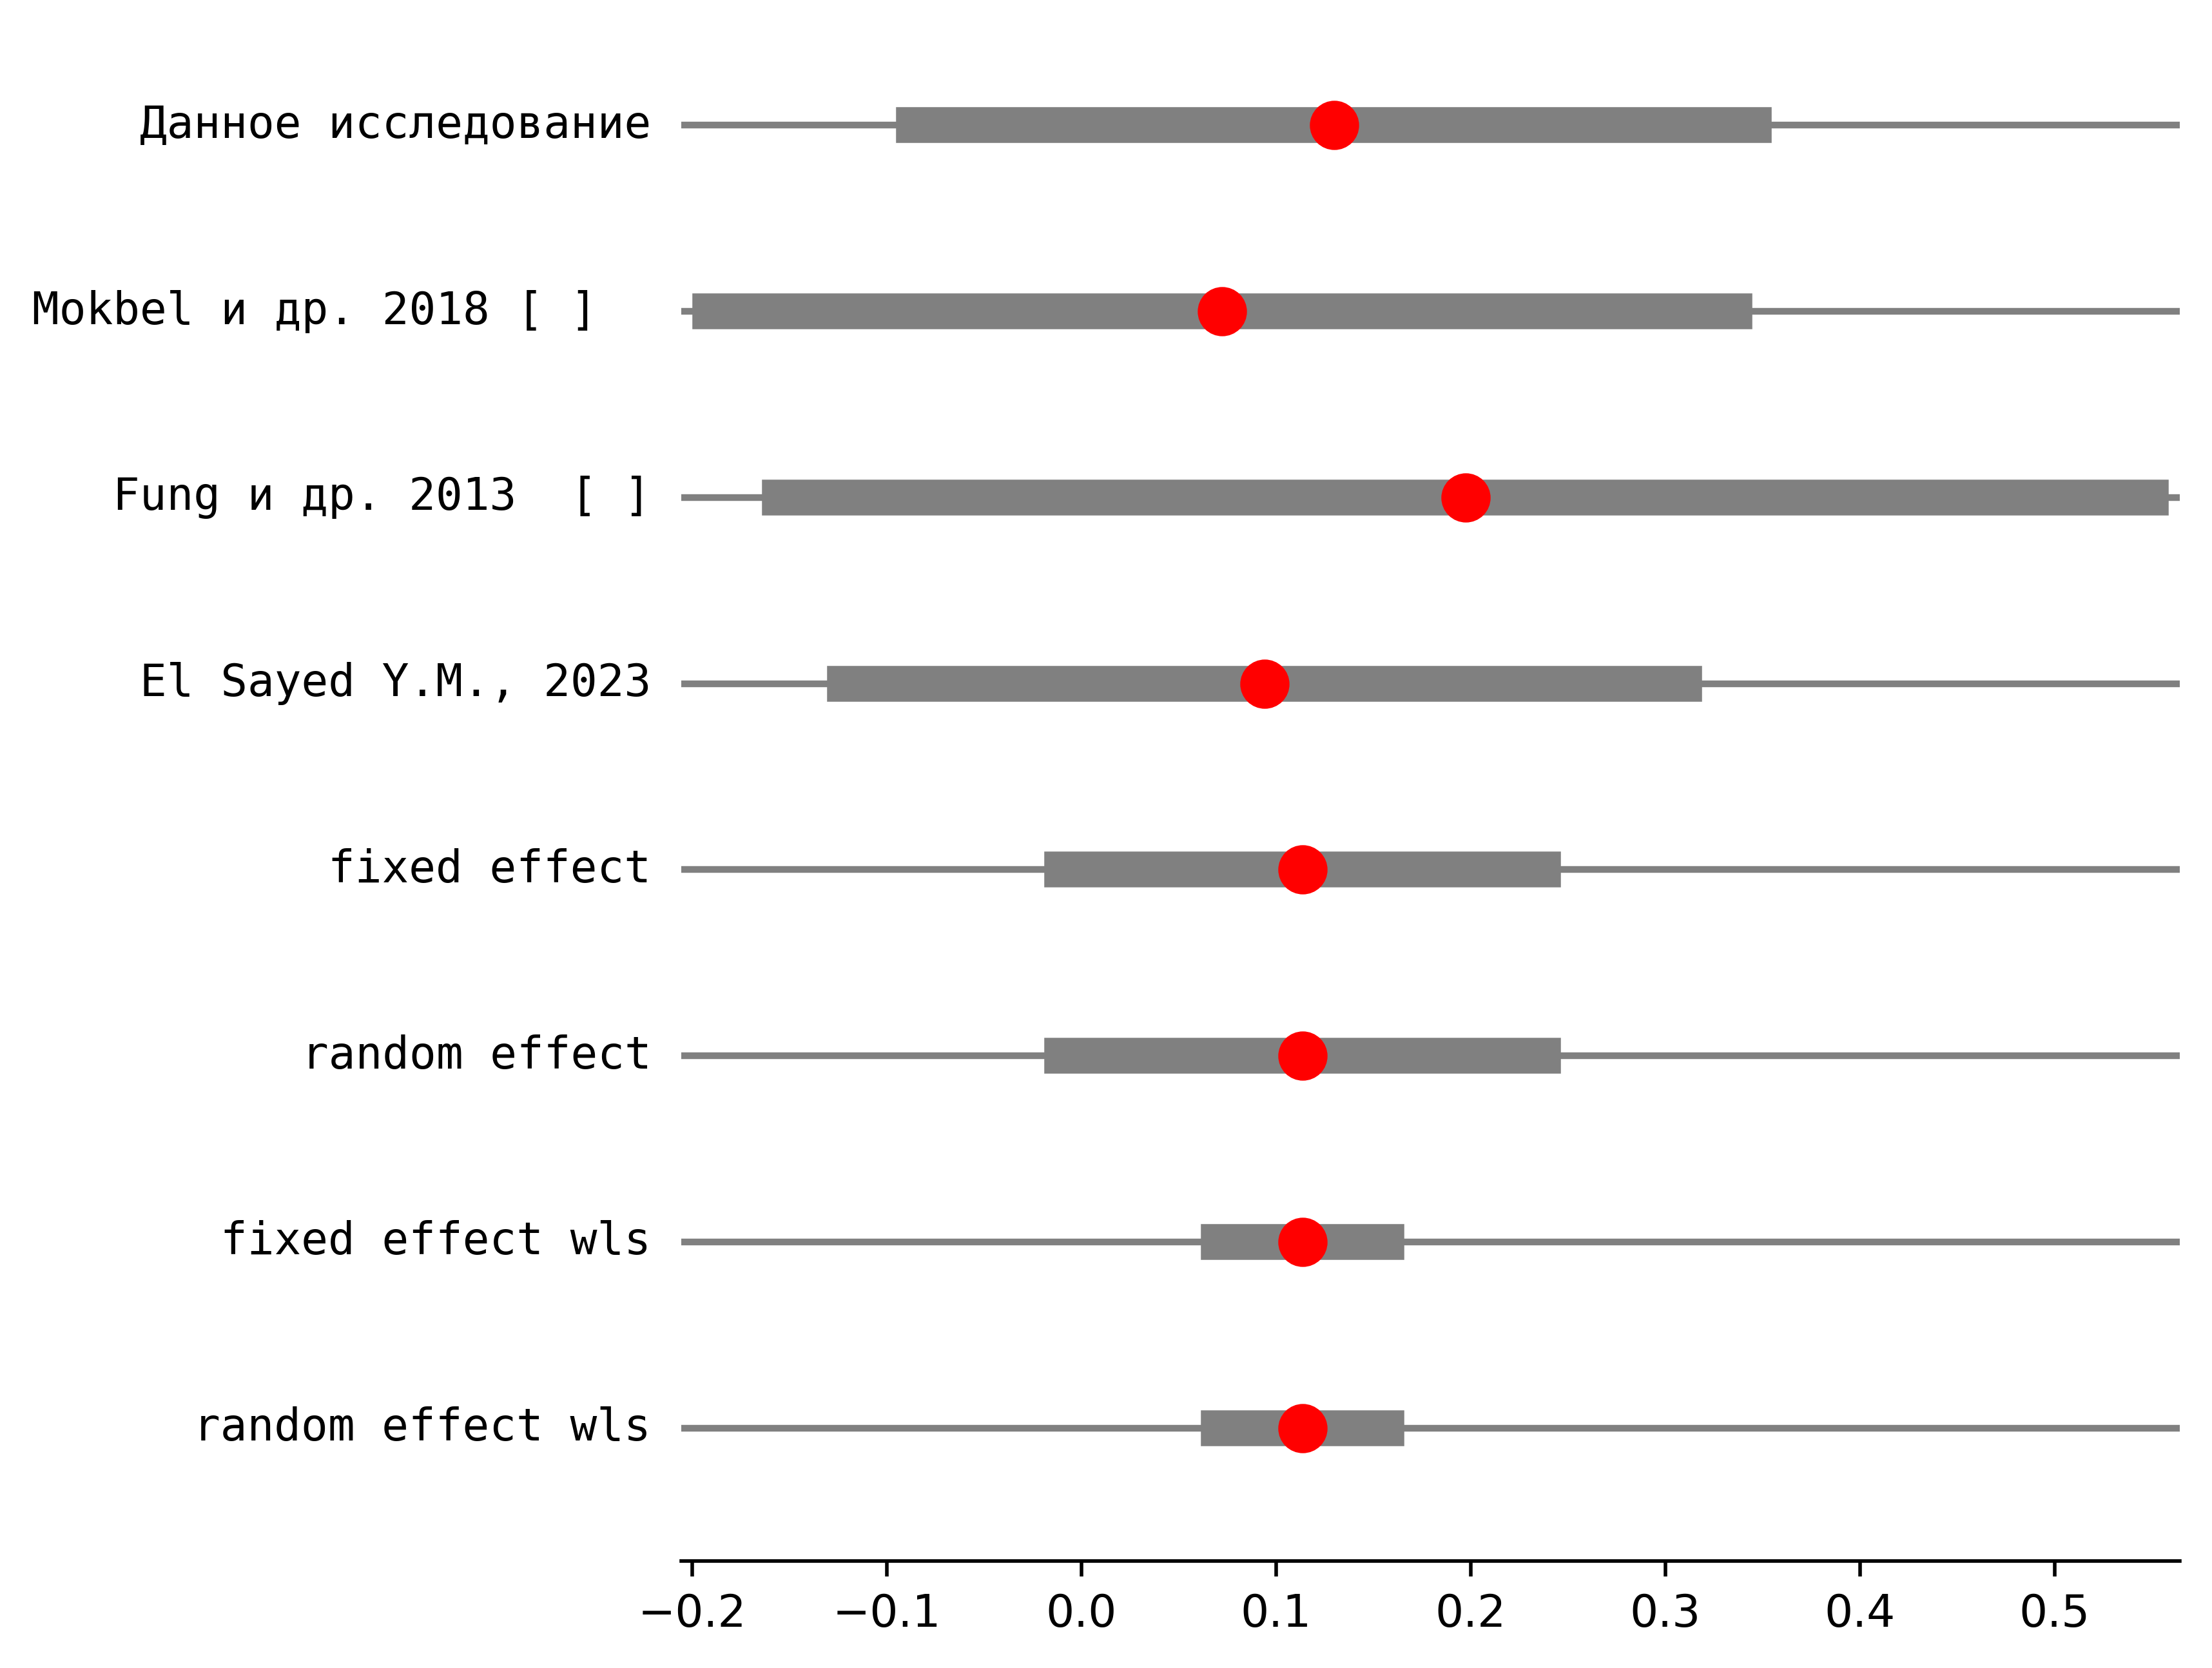 Данное исследование
Mokbel и др. 2018 [ ]
Fung и др. 2013  [ ]
El Sayed Y.M., 2023
fixed effect
random effect
fixed effect wls
random effect wls
−0.2 −0.1 0.0 0.1 0.2 0.3 0.4 0.5